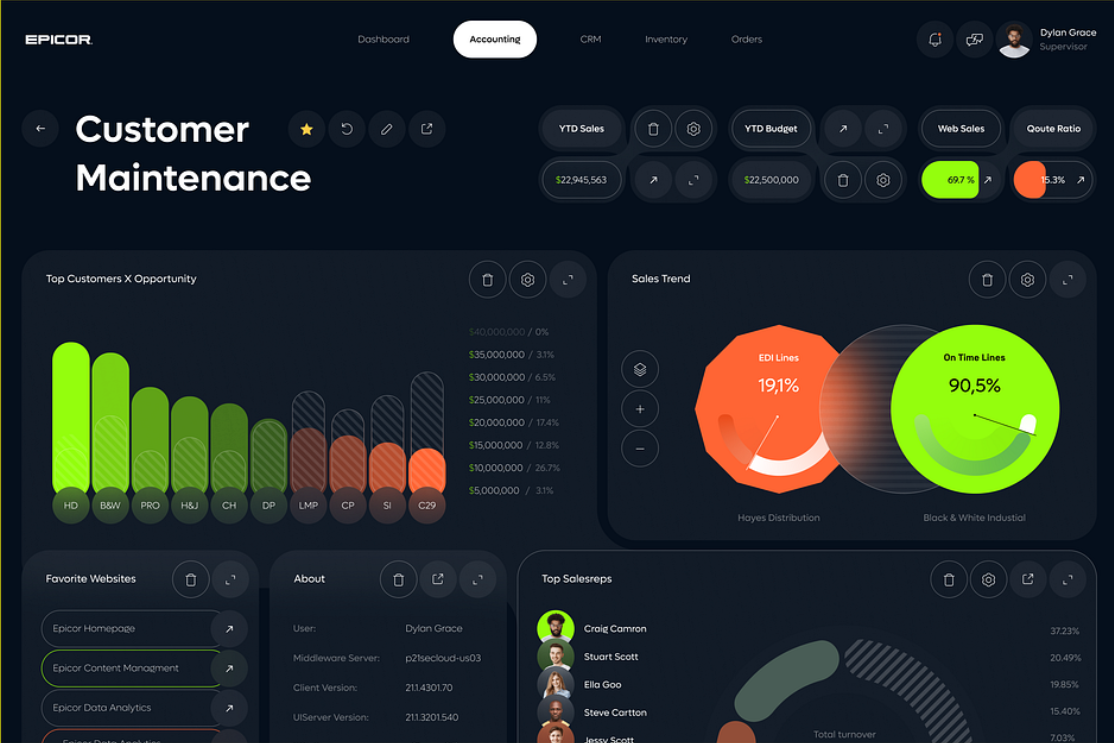 EPICOR
Dashboard
Accounting
CRM
Inventory
Orders
Dylan Grace
Supervisor
Customer
Maintenance
YTD Sales
YTD Budget
Web Sales
Qoute Ratio
$22,945,563
$22,500,000
69.7 %
15.3%
Top Customers X Opportunity
$40,000,000 / 0%
$35,000,000 / 3.1%
$30,000,000 / 6.5%
$25,000,000 / 11%
$20,000,000 / 17.4%
$15,000,000 / 12.8%
$10,000,000 / 26.7%
$5,000,000 / 3.1%
HD
B&W
PRO
H&J
CH
DP
LMP
CP
SI
C29
Sales Trend
EDI Lines
19,1%
On Time Lines
90,5%
Hayes Distribution
Black & White Industial
Favorite Websites
Epicor Homepage
Epicor Content Managment
Epicor Data Analytics
Epicor Data Analytics
About
User: Dylan Grace
Middleware Server: p21secloud-us03
Client Version: 21.1.4301.70
UIServer Version: 21.1.3201.540
Top Salesreps
Craig Camron
Stuart Scott
Ella Goo
Steve Cartton
Jessy Scott
Total turnover
37.23%
20.49%
19.85%
15.40%
7.03%